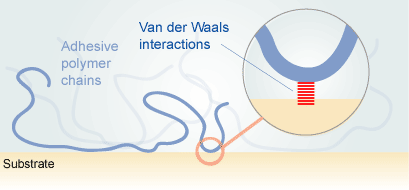 Van der Waals
interactions
Adhesive
polymer
chains
Substrate